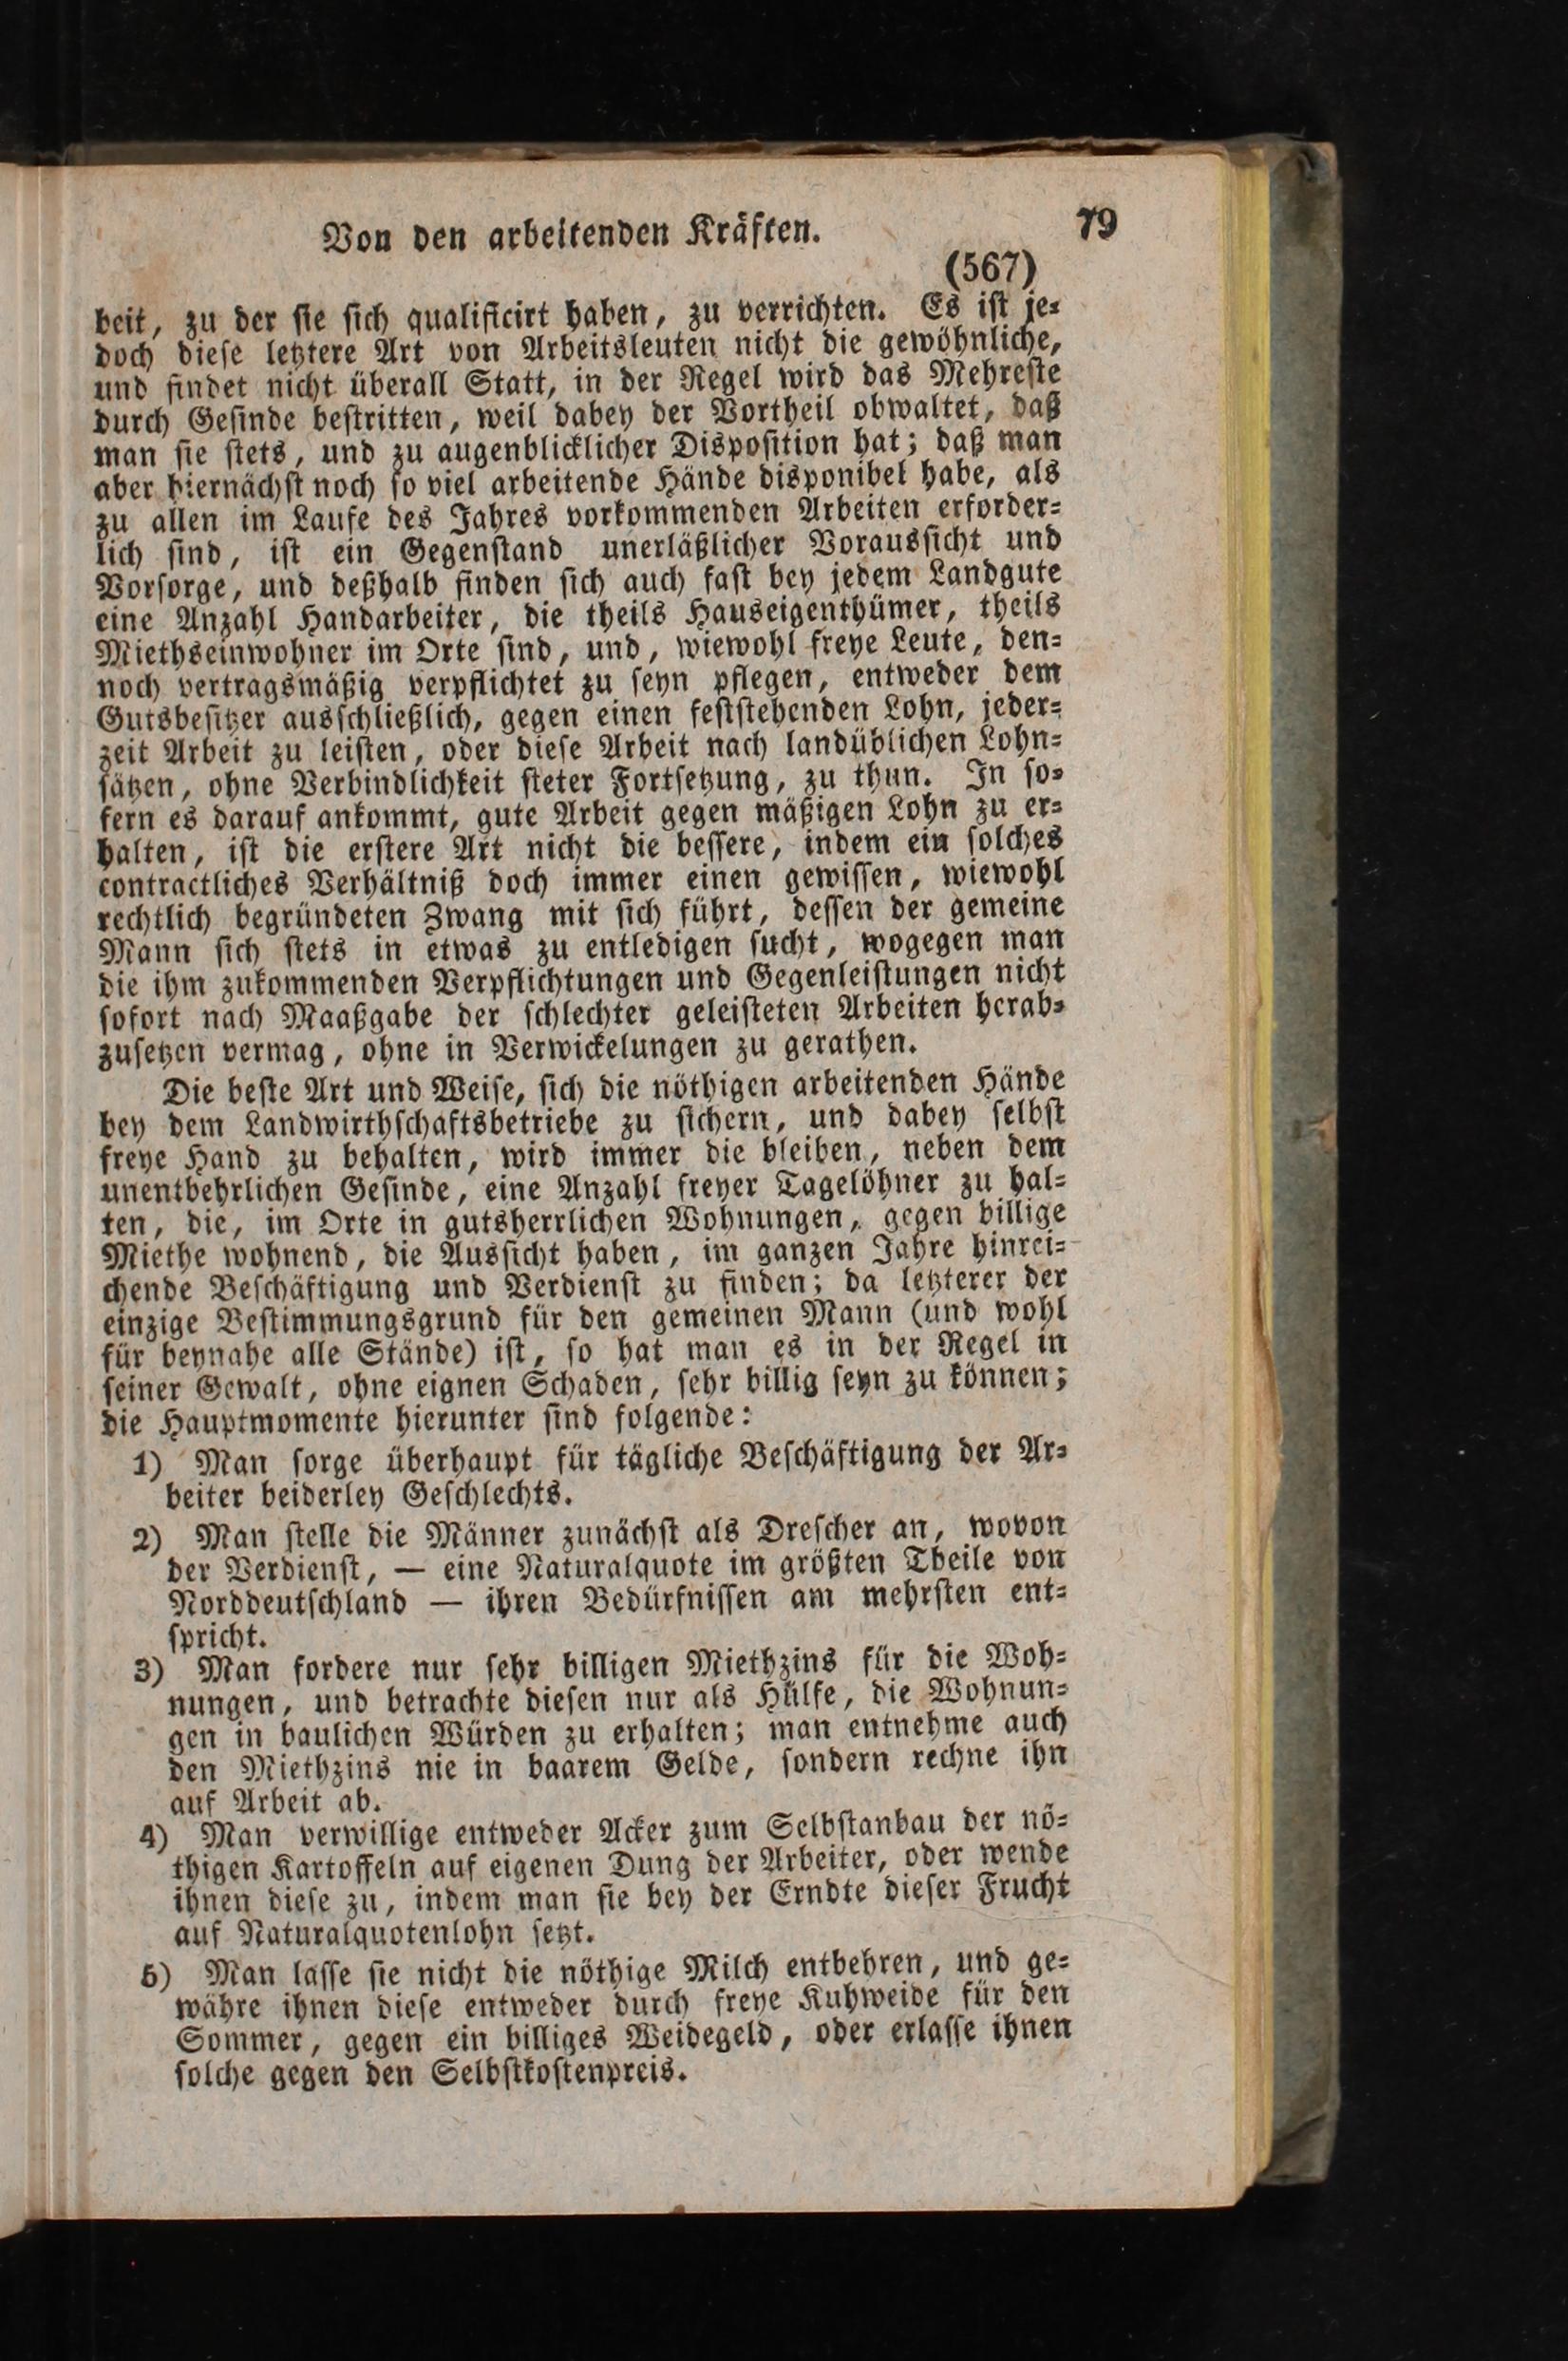 Von den arbeitenden Kräften. 79
(567)
beit, zu der ſie ſich qualificirt haben, zu verrichten. Es iſt je⸗
doch dieſe letztere Art von Arbeitsleuten nicht die gewöhnliche,
und findet nicht überall Statt, in der Regel wird das Mehreſte
durch Geſinde beſtritten, weil dabey der Vortheil obwaltet, daß
man ſie ſtets, und zu augenblicklicher Dispoſition hat; daß man
aber hiernächſt noch ſo viel arbeitende Hände disponibel habe, als
zu allen im Laufe des Jahres vorkommenden Arbeiten erforder⸗
lich ſind, iſt ein Gegenſtand unerläßlicher Vorausſicht und
Vorſorge, und deßhalb finden ſich auch faſt bey jedem Landgute
eine Anzahl Handarbeiter, die theils Hauseigenthümer, theils
Miethseinwohner im Orte ſind, und, wiewohl freye Leute, den⸗
noch vertragsmäßig verpflichtet zu ſeyn pflegen, entweder dem
Gutsbeſitzer ausſchließlich, gegen einen feſtſtehenden Lohn, jeder⸗
zeit Arbeit zu leiſten, oder dieſe Arbeit nach landüblichen Lohn⸗
ſätzen, ohne Verbindlichkeit ſteter Fortſetzung, zu thun. In ſo⸗
fern es darauf ankommt, gute Arbeit gegen mäßigen Lohn zu er⸗
halten, iſt die erſtere Art nicht die beſſere, indem ein ſolches
contractliches Verhältniß doch immer einen gewiſſen, wiewohl
rechtlich begründeten Zwang mit ſich führt, deſſen der gemeine
Mann ſich ſtets in etwas zu entledigen ſucht, wogegen man
die ihm zukommenden Verpflichtungen und Gegenleiſtungen nicht
ſofort nach Maaßgabe der ſchlechter geleiſteten Arbeiten herab⸗
zuſetzen vermag, ohne in Verwickelungen zu gerathen.
Die beſte Art und Weiſe, ſich die nöthigen arbeitenden Hände
bey dem Landwirthſchaftsbetriebe zu ſichern, und dabey ſelbſt
freye Hand zu behalten, wird immer die bleiben, neben dem
unentbehrlichen Geſinde, eine Anzahl freyer Tagelöhner zu hal⸗
ten, die, im Orte in gutsherrlichen Wohnungen, gegen billige
Miethe wohnend, die Ausſicht haben, im ganzen Jahre hinrei⸗
chende Beſchäftigung und Verdienſt zu finden; da letzterer der
einzige Beſtimmungsgrund für den gemeinen Mann (und wohl
für beynahe alle Stände) iſt, ſo hat man es in der Regel in
ſeiner Gewalt, ohne eignen Schaden, ſehr billig ſeyn zu können;
die Hauptmomente hierunter ſind folgende:
1) Man ſorge überhaupt für tägliche Beſchäftigung der Ar⸗
beiter beiderley Geſchlechts.
2) Man ſtelle die Männer zunächſt als Dreſcher an, wovon
der Verdienſt, — eine Naturalquote im größten Theile von
Norddeutſchland — ihren Bedürfniſſen am mehrſten ent⸗
ſpricht.
3) Man fordere nur ſehr billigen Miethzins für die Woh⸗
nungen, und betrachte dieſen nur als Hülfe, die Wohnun⸗
gen in baulichen Würden zu erhalten; man entnehme auch
den Miethzins nie in baarem Gelde, ſondern rechne ihn
auf Arbeit ab.
4) Man verwillige entweder Acker zum Selbſtanbau der nö⸗
thigen Kartoffeln auf eigenen Dung der Arbeiter, oder wende
ihnen dieſe zu, indem man ſie bey der Erndte dieſer Frucht
auf Naturalquotenlohn ſetzt.
5) Man laſſe ſie nicht die nöthige Milch entbehren, und ge⸗
währe ihnen dieſe entweder durch freye Kuhweide für den
Sommer, gegen ein billiges Weidegeld, oder erlaſſe ihnen
ſolche gegen den Selbſtkoſtenpreis.